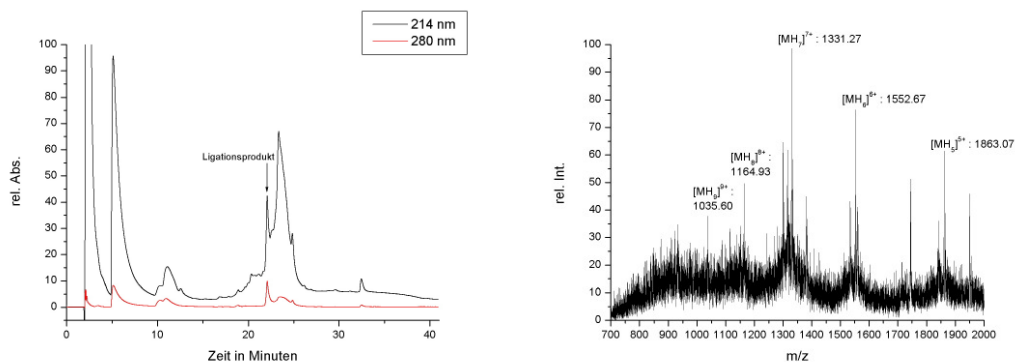 214 nm
280 nm
100
90
80
70
60
50
40
30
20
10
0
rel. Abs.
Ligationsprodukt
0
10
20
30
40
Zeit in Minuten
100
90
80
70
60
50
40
30
20
10
0
rel. Int.
[MH₇]⁷⁺ : 1331.27
[MH₆]⁶⁺ : 1552.67
[MH₅]⁵⁺ : 1863.07
[MH₈]⁸⁺ :
1164.93
[MH₉]⁹⁺ :
1035.60
700 800 900 1000 1100 1200 1300 1400 1500 1600 1700 1800 1900 2000
m/z